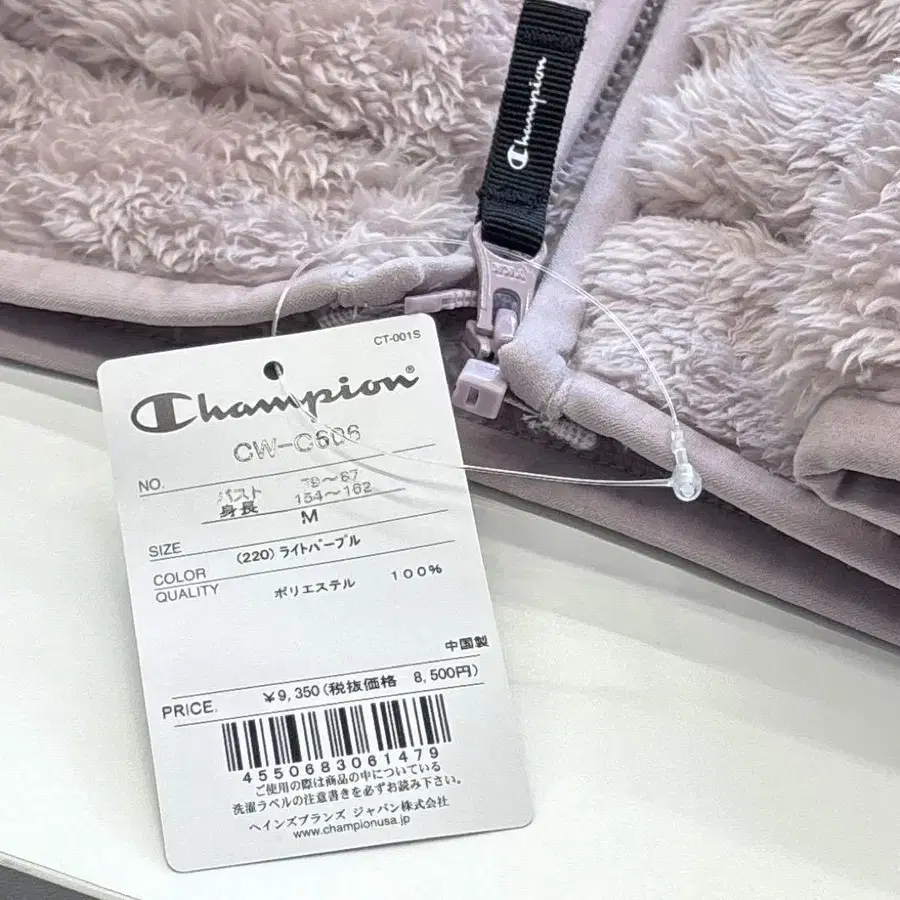 Champion
CT-001S
Champion®
CW-C606
NO.
バスト 79〜87
身長 154〜162
M
SIZE
COLOR (220) ライトパープル
QUALITY ポリエステル 100%
中国製
PRICE. ¥9,350(税抜価格 8,500円)
4550683061479
ご使用の際は商品の中についている
洗濯ラベルの注意書きを必ずお読み下さい。
ヘインズブランズ ジャパン株式会社
www.championusa.jp